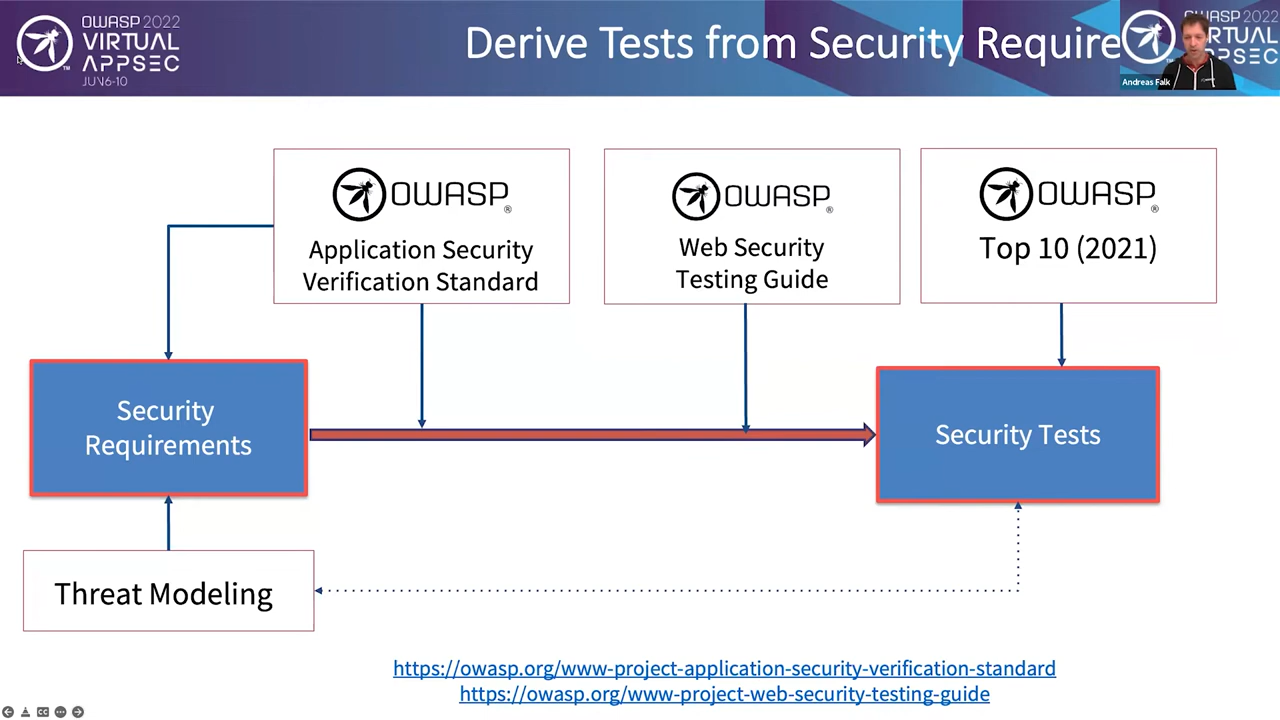 OWASP 2022
VIRTUAL
APPSEC
JUN6-10
Derive Tests from Security Require
OWASP 2022
VIRTUAL
APPSEC
Andreas Falk
OWASP®
Application Security
Verification Standard
OWASP®
Web Security
Testing Guide
OWASP®
Top 10 (2021)
Security
Requirements
Security Tests
Threat Modeling
https://owasp.org/www-project-application-security-verification-standard
https://owasp.org/www-project-web-security-testing-guide